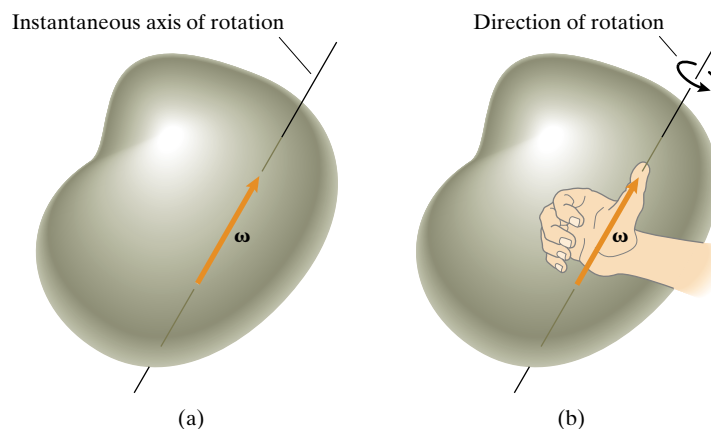 Instantaneous axis of rotation
Direction of rotation
ω
ω
(a)
(b)